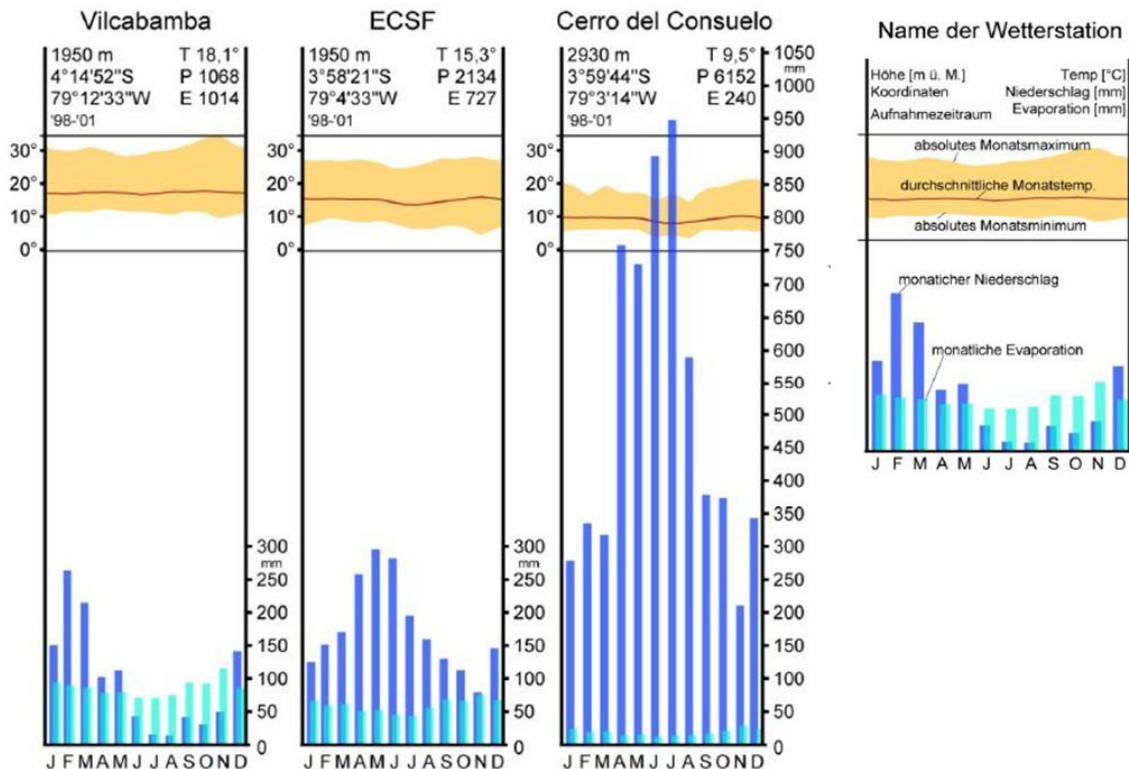 Vilcabamba
1950 m T 18,1°
4°14'52"S P 1068
79°12'33"W E 1014
'98-'01
30°
20°
10°
0°
300
mm
250
200
150
100
50
0
J F M A M J J A S O N D
ECSF
1950 m T 15,3°
3°58'21"S P 2134
79°4'33"W E 727
'98-'01
30°
20°
10°
0°
300
mm
250
200
150
100
50
0
J F M A M J J A S O N D
Cerro del Consuelo
2930 m T 9,5°
3°59'44"S P 6152
79°3'14"W E 240
'98-'01
30°
20°
10°
0°
1050
mm
1000
950
900
850
800
750
700
650
600
550
500
450
400
350
300
250
200
150
100
50
0
J F M A M J J A S O N D
Name der Wetterstation
Höhe [m ü. M.] Temp [°C]
Koordinaten Niederschlag [mm]
Aufnahmezeitraum Evaporation [mm]
absolutes Monatsmaximum
durchschnittliche Monatstemp.
absolutes Monatsminimum
monaticher Niederschlag
monatliche Evaporation
J F M A M J J A S O N D